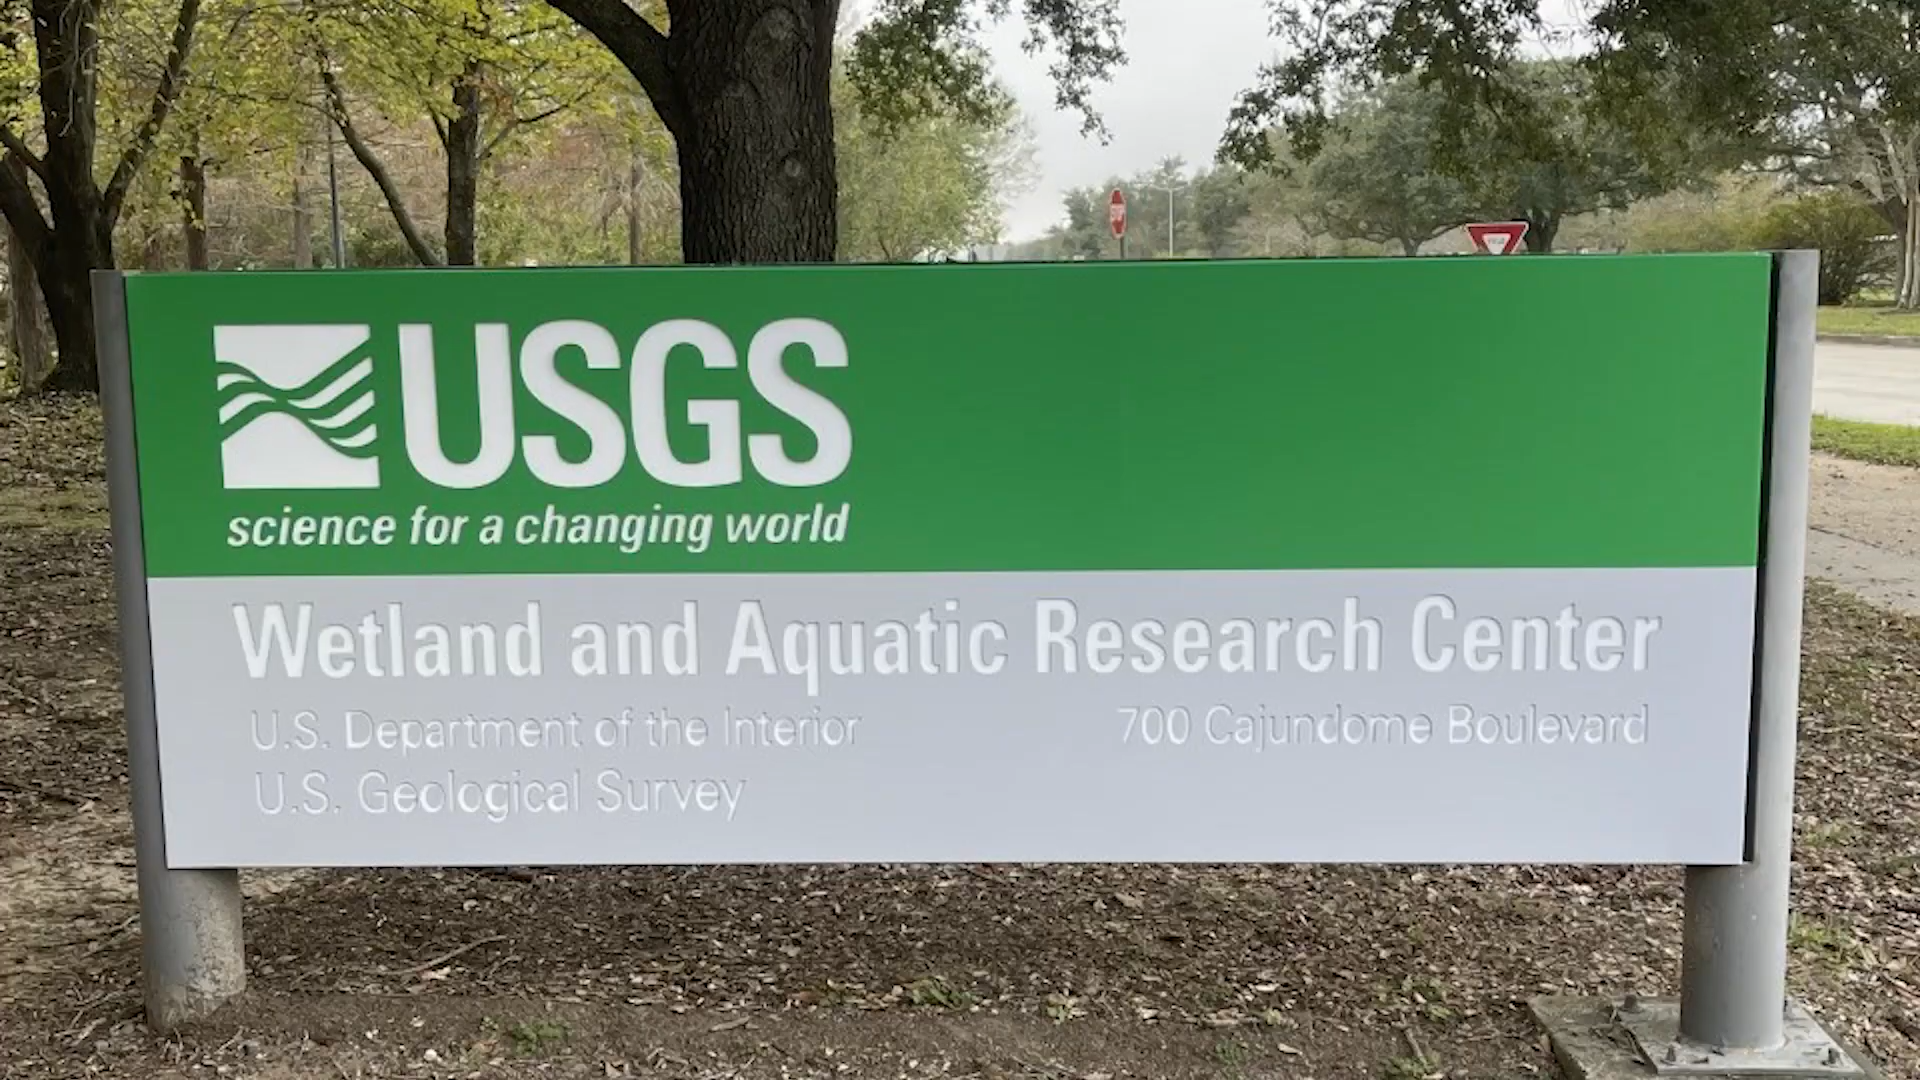 USGS
science for a changing world
Wetland and Aquatic Research Center
U.S. Department of the Interior
700 Cajundome Boulevard
U.S. Geological Survey